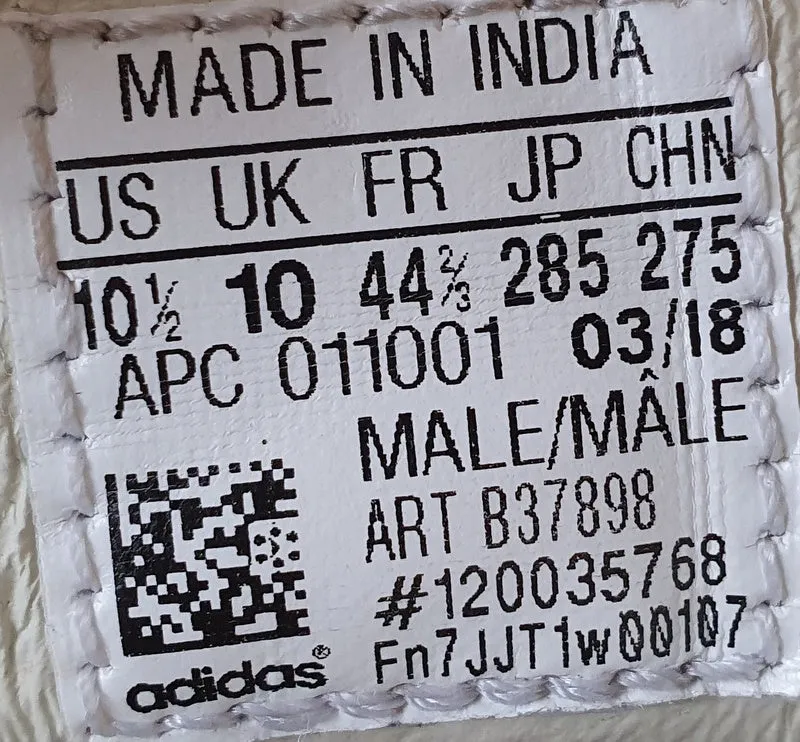 MADE IN INDIA
US UK FR JP CHN
10½ 10 44⅔ 285 275
APC 011001 03/18
MALE/MÂLE
ART B37898
#120035768
Fn7JJT1w00107
adidas®